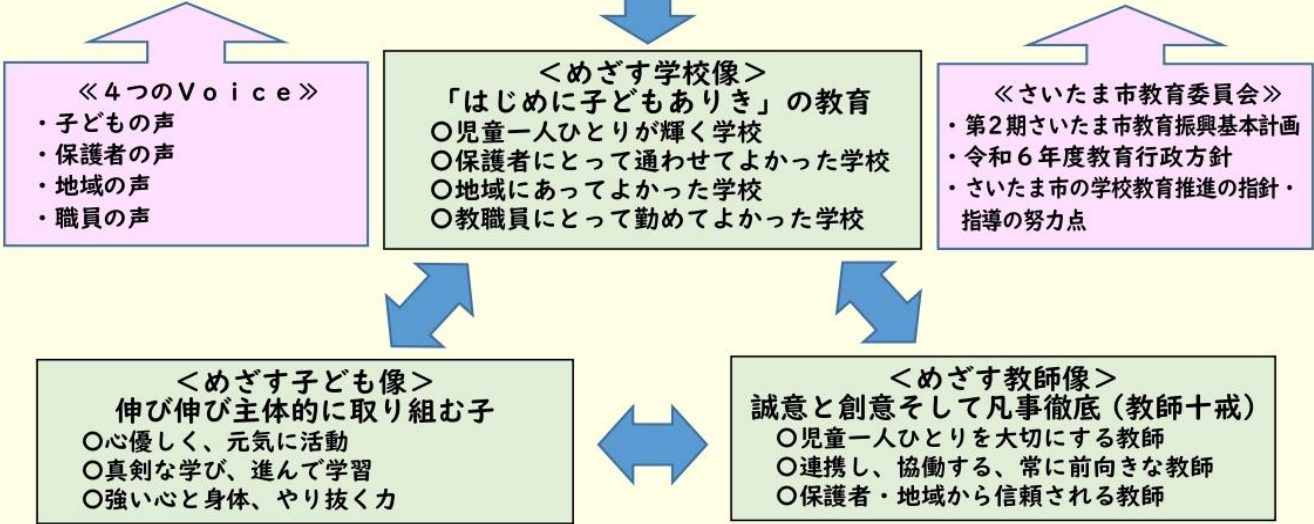 ≪４つのＶｏｉｃｅ≫
・子どもの声
・保護者の声
・地域の声
・職員の声
＜めざす学校像＞
「はじめに子どもありき」の教育
〇児童一人ひとりが輝く学校
〇保護者にとって通わせてよかった学校
〇地域にあってよかった学校
〇教職員にとって勤めてよかった学校
≪さいたま市教育委員会≫
・第２期さいたま市教育振興基本計画
・令和６年度教育行政方針
・さいたま市の学校教育推進の指針・
指導の努力点
＜めざす子ども像＞
伸び伸び主体的に取り組む子
〇心優しく、元気に活動
〇真剣な学び、進んで学習
〇強い心と身体、やり抜く力
＜めざす教師像＞
誠意と創意そして凡事徹底（教師十戒）
〇児童一人ひとりを大切にする教師
〇連携し、協働する、常に前向きな教師
〇保護者・地域から信頼される教師